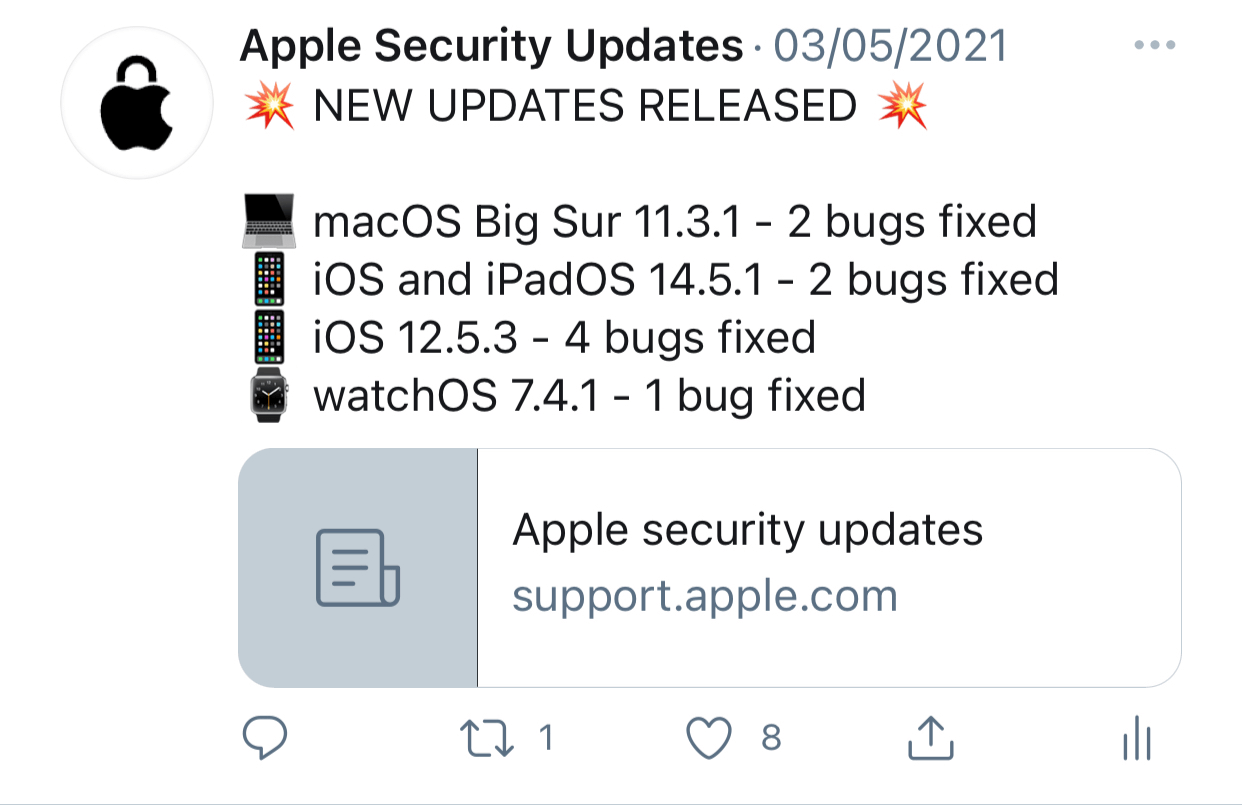 Apple Security Updates · 03/05/2021
💥 NEW UPDATES RELEASED 💥
💻 macOS Big Sur 11.3.1 - 2 bugs fixed
📱 iOS and iPadOS 14.5.1 - 2 bugs fixed
📱 iOS 12.5.3 - 4 bugs fixed
⌚ watchOS 7.4.1 - 1 bug fixed
Apple security updates
support.apple.com
1 8